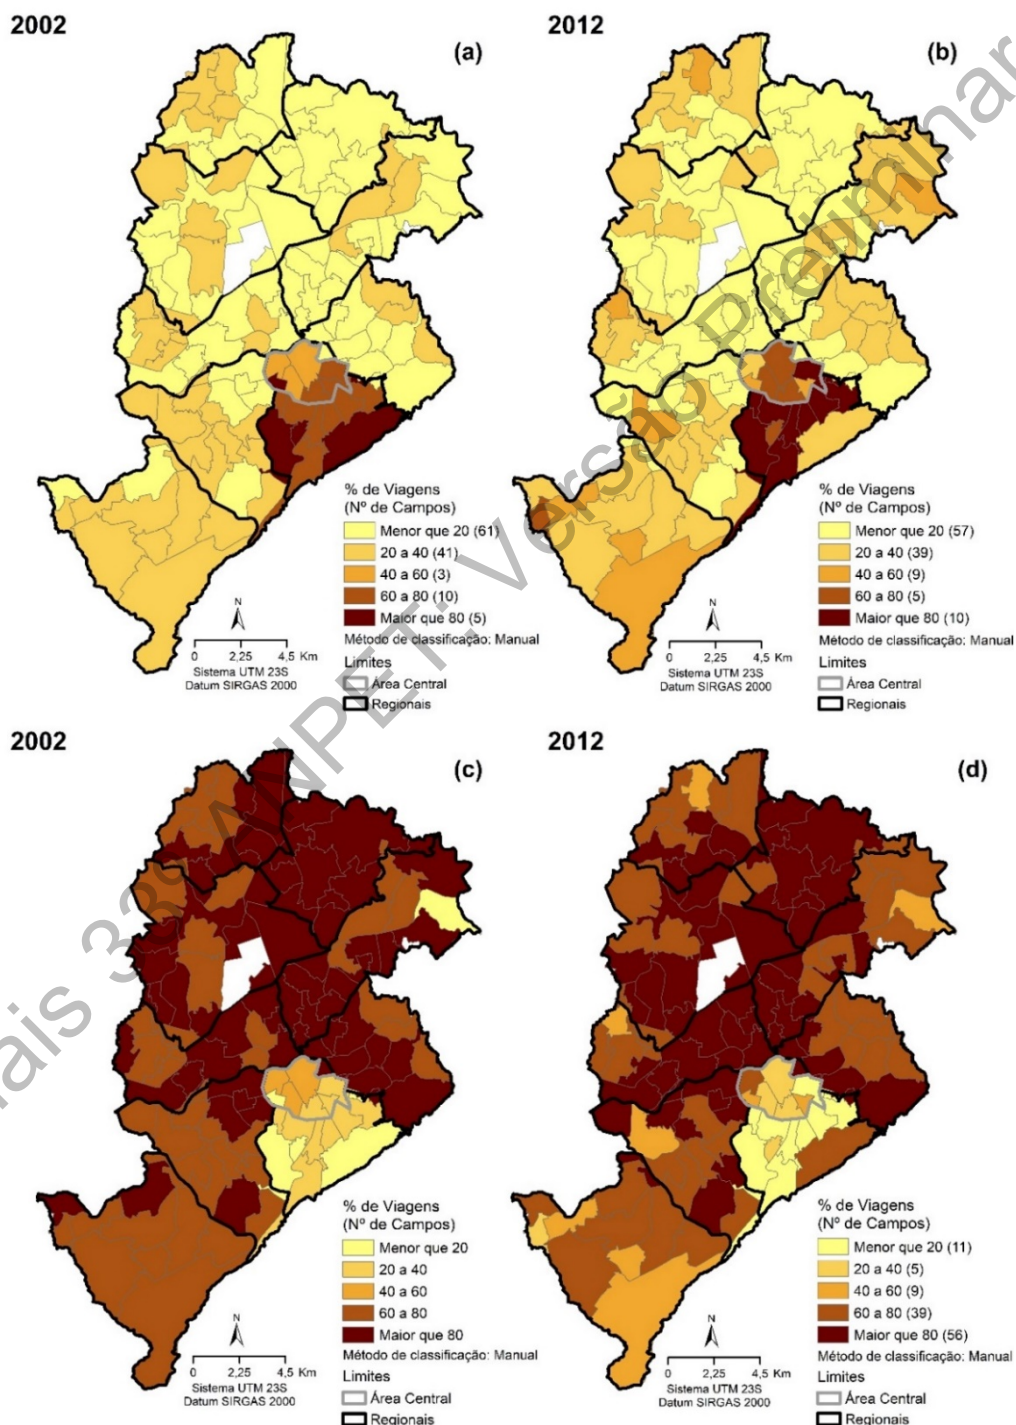 2002
(a)
% de Viagens
(Nº de Campos)
Menor que 20 (61)
20 a 40 (41)
40 a 60 (3)
60 a 80 (10)
Maior que 80 (5)
Método de classificação: Manual
Limites
Área Central
Regionais
N
0 2,25 4,5 Km
Sistema UTM 23S
Datum SIRGAS 2000
2012
(b)
% de Viagens
(Nº de Campos)
Menor que 20 (57)
20 a 40 (39)
40 a 60 (9)
60 a 80 (5)
Maior que 80 (10)
Método de classificação: Manual
Limites
Área Central
Regionais
N
0 2,25 4,5 Km
Sistema UTM 23S
Datum SIRGAS 2000
2002
(c)
% de Viagens
(Nº de Campos)
Menor que 20
20 a 40
40 a 60
60 a 80
Maior que 80
Método de classificação: Manual
Limites
Área Central
Regionais
N
0 2,25 4,5 Km
Sistema UTM 23S
Datum SIRGAS 2000
2012
(d)
% de Viagens
(Nº de Campos)
Menor que 20 (11)
20 a 40 (5)
40 a 60 (9)
60 a 80 (39)
Maior que 80 (56)
Método de classificação: Manual
Limites
Área Central
Regionais
N
0 2,25 4,5 Km
Sistema UTM 23S
Datum SIRGAS 2000
nais 33º ANPET: Versão Preliminar